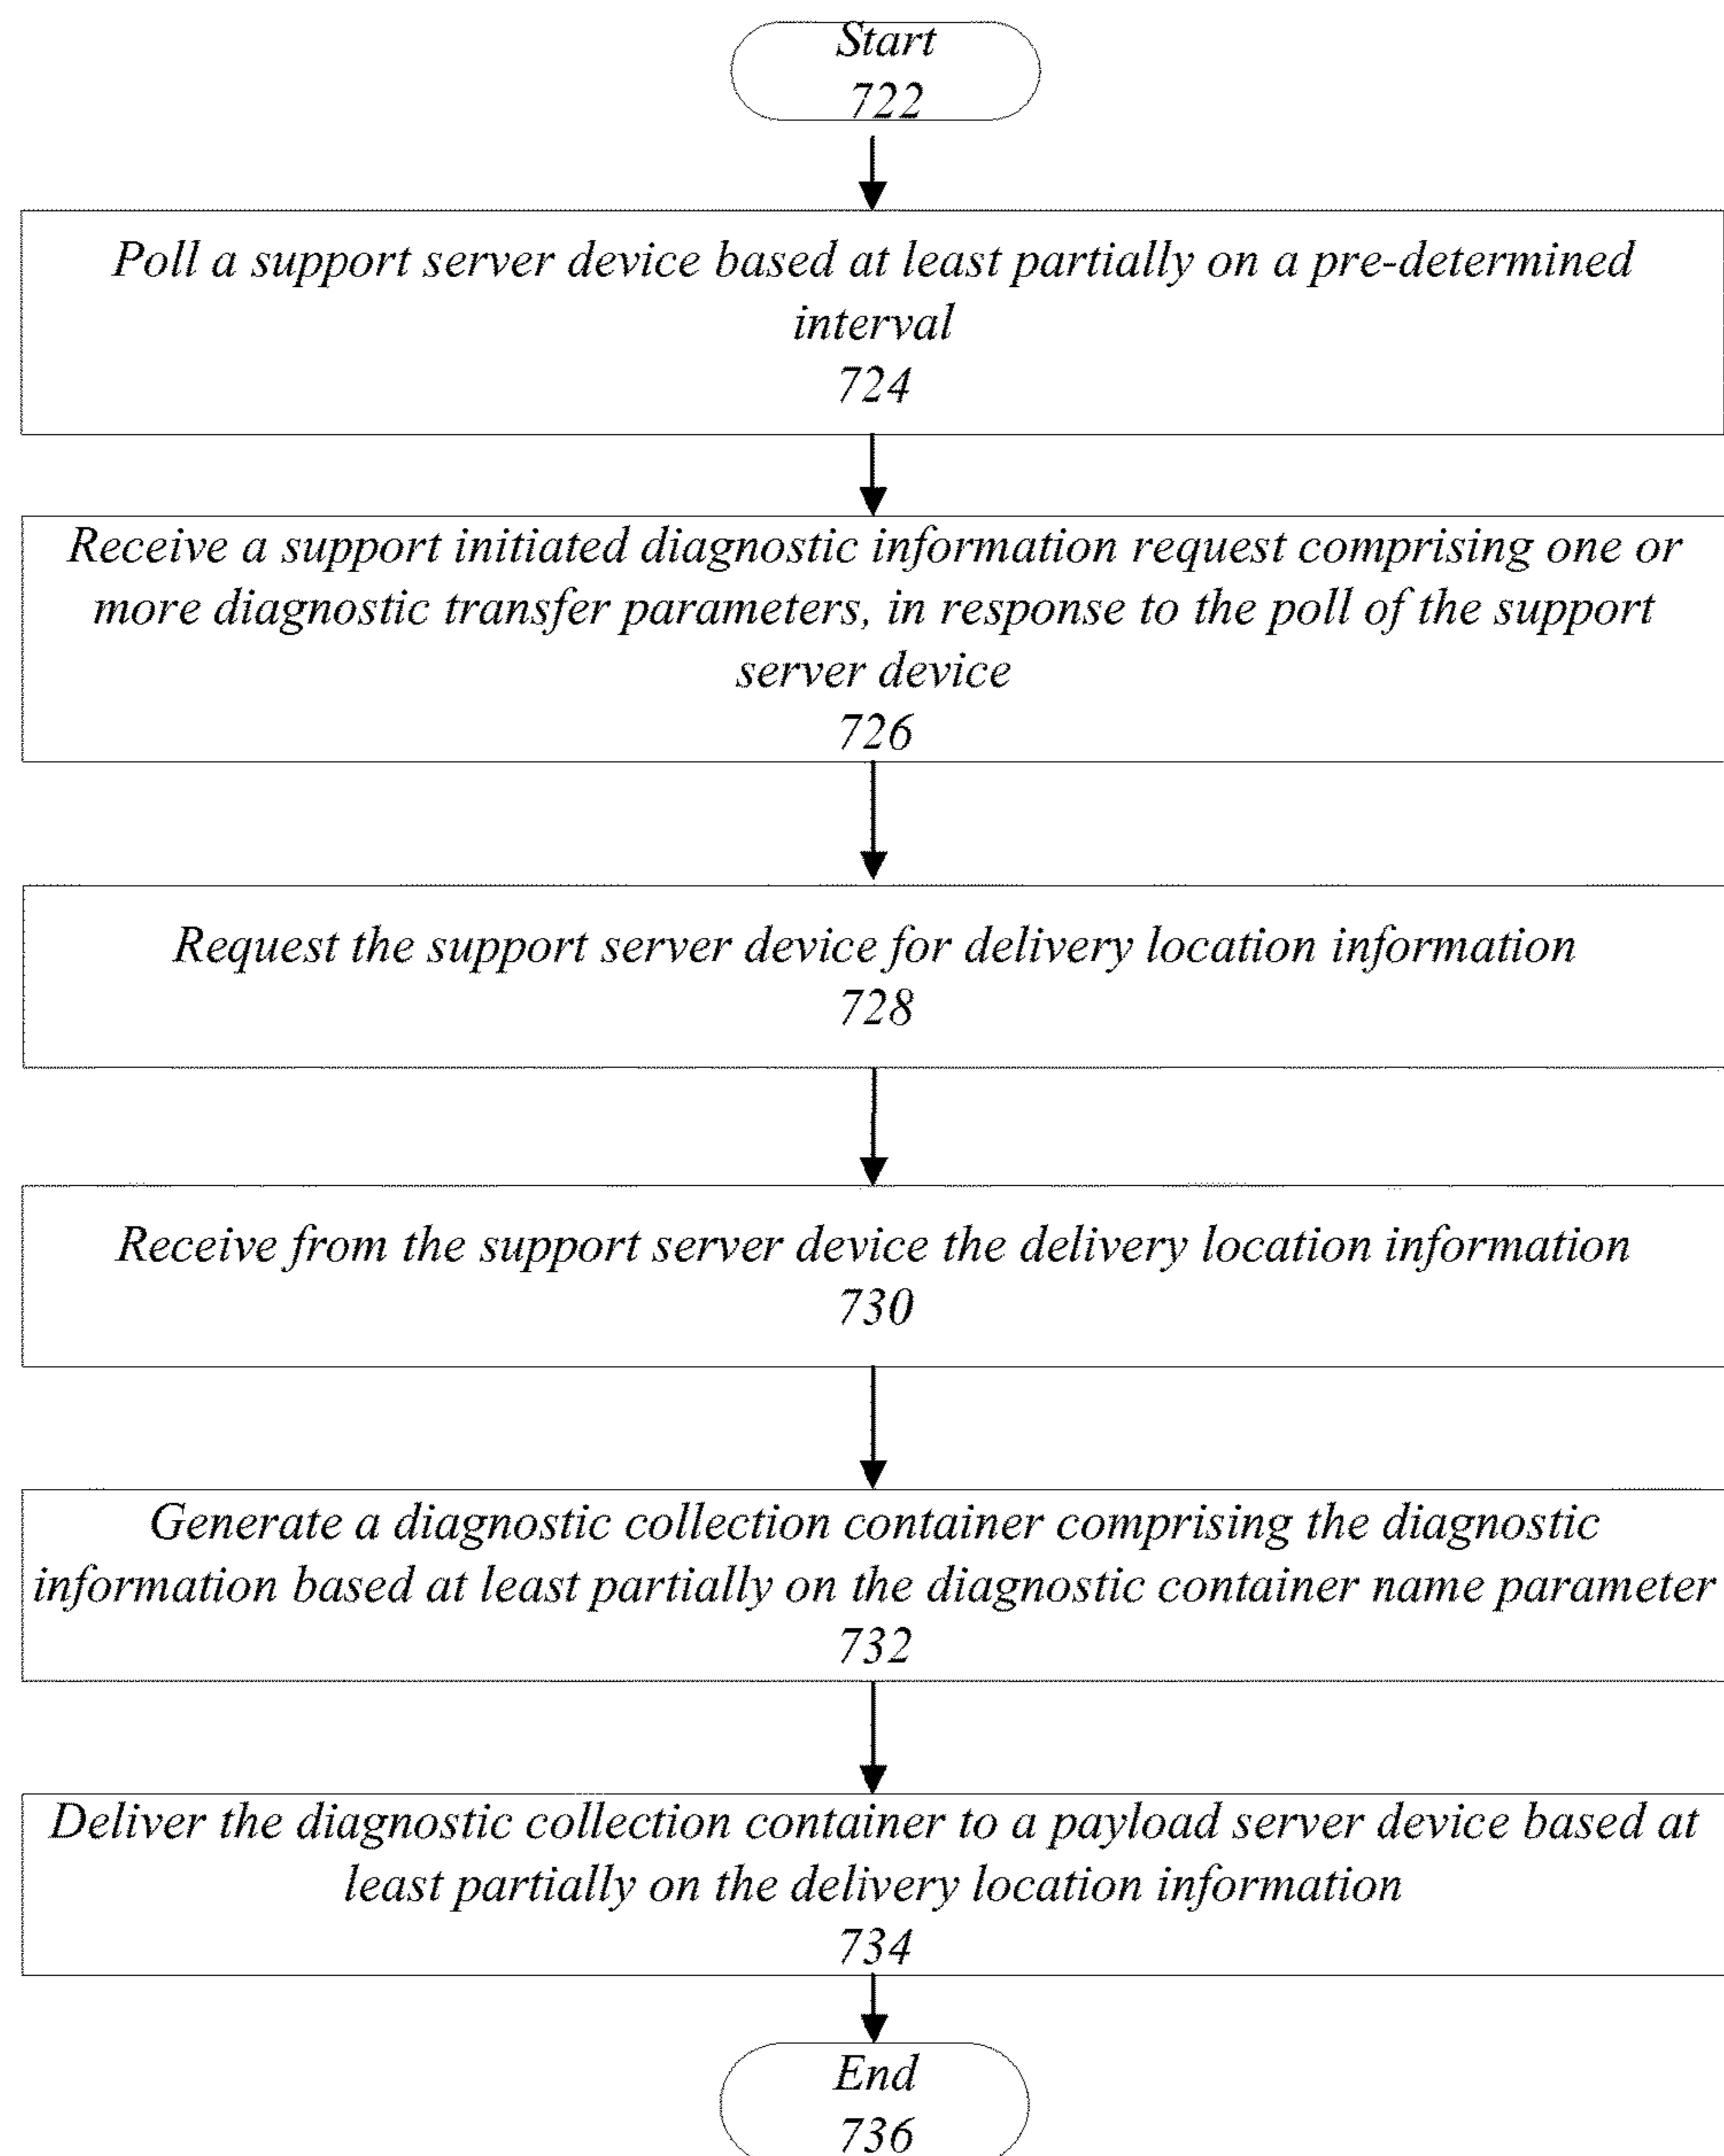 Start
722
Poll a support server device based at least partially on a pre-determined
interval
724
Receive a support initiated diagnostic information request comprising one or
more diagnostic transfer parameters, in response to the poll of the support
server device
726
Request the support server device for delivery location information
728
Receive from the support server device the delivery location information
730
Generate a diagnostic collection container comprising the diagnostic
information based at least partially on the diagnostic container name parameter
732
Deliver the diagnostic collection container to a payload server device based at
least partially on the delivery location information
734
End
736